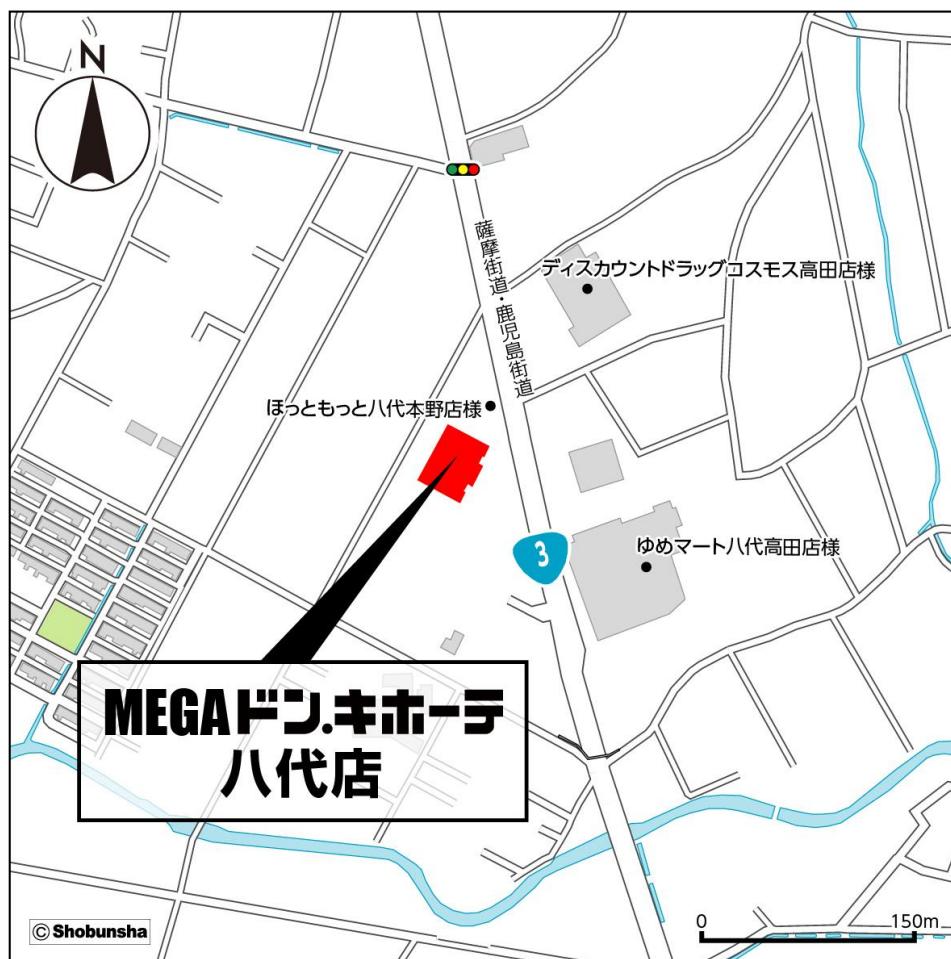 N
薩摩街道・鹿児島街道
ディスカウントドラッグコスモス高田店様
ほっともっと八代本野店様
3
ゆめマート八代高田店様
MEGAドン.キホーテ
八代店
© Shobunsha
0 150m